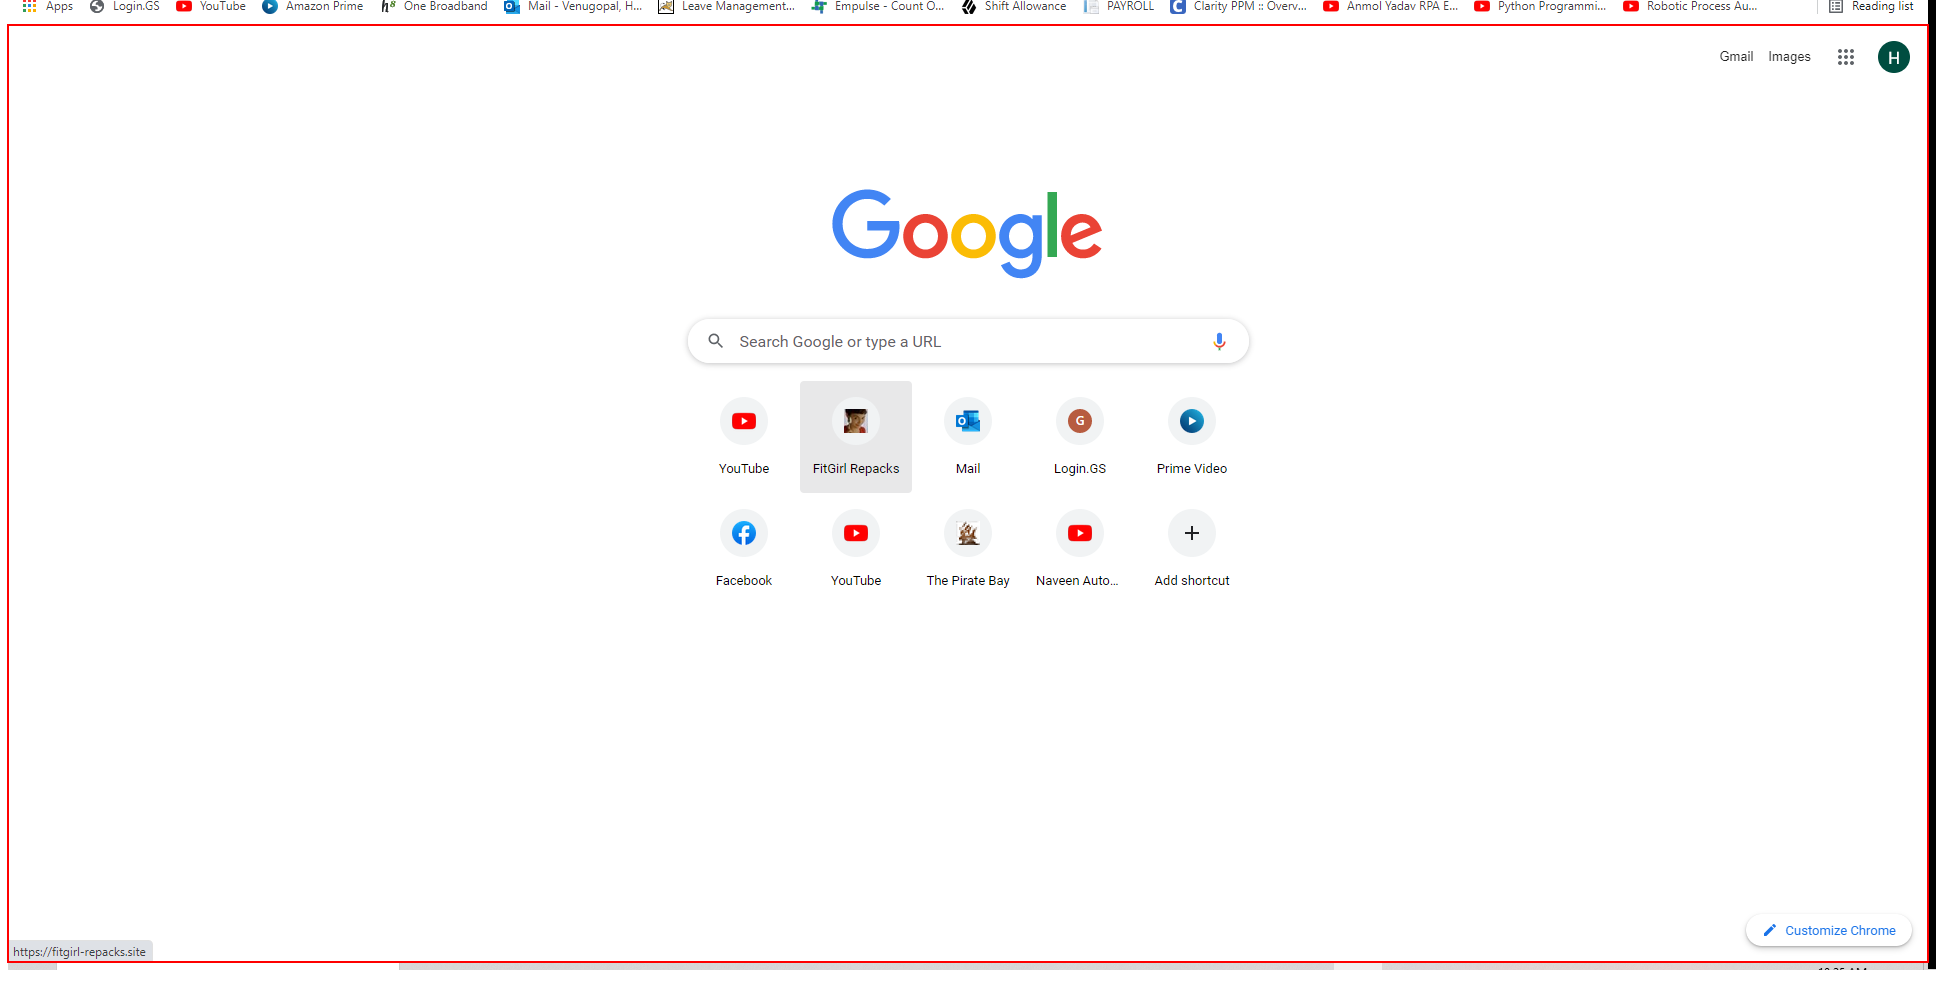 Apps Login.GS YouTube Amazon Prime h8 One Broadband Mail - Venugopal, H... Leave Management... Empulse - Count O... Shift Allowance PAYROLL Clarity PPM :: Overv... Anmol Yadav RPA E... Python Programmi... Robotic Process Au... Reading list
Gmail Images H
Google
Search Google or type a URL
G
YouTube FitGirl Repacks Mail Login.GS Prime Video
Facebook YouTube The Pirate Bay Naveen Auto... Add shortcut
Customize Chrome
https://fitgirl-repacks.site